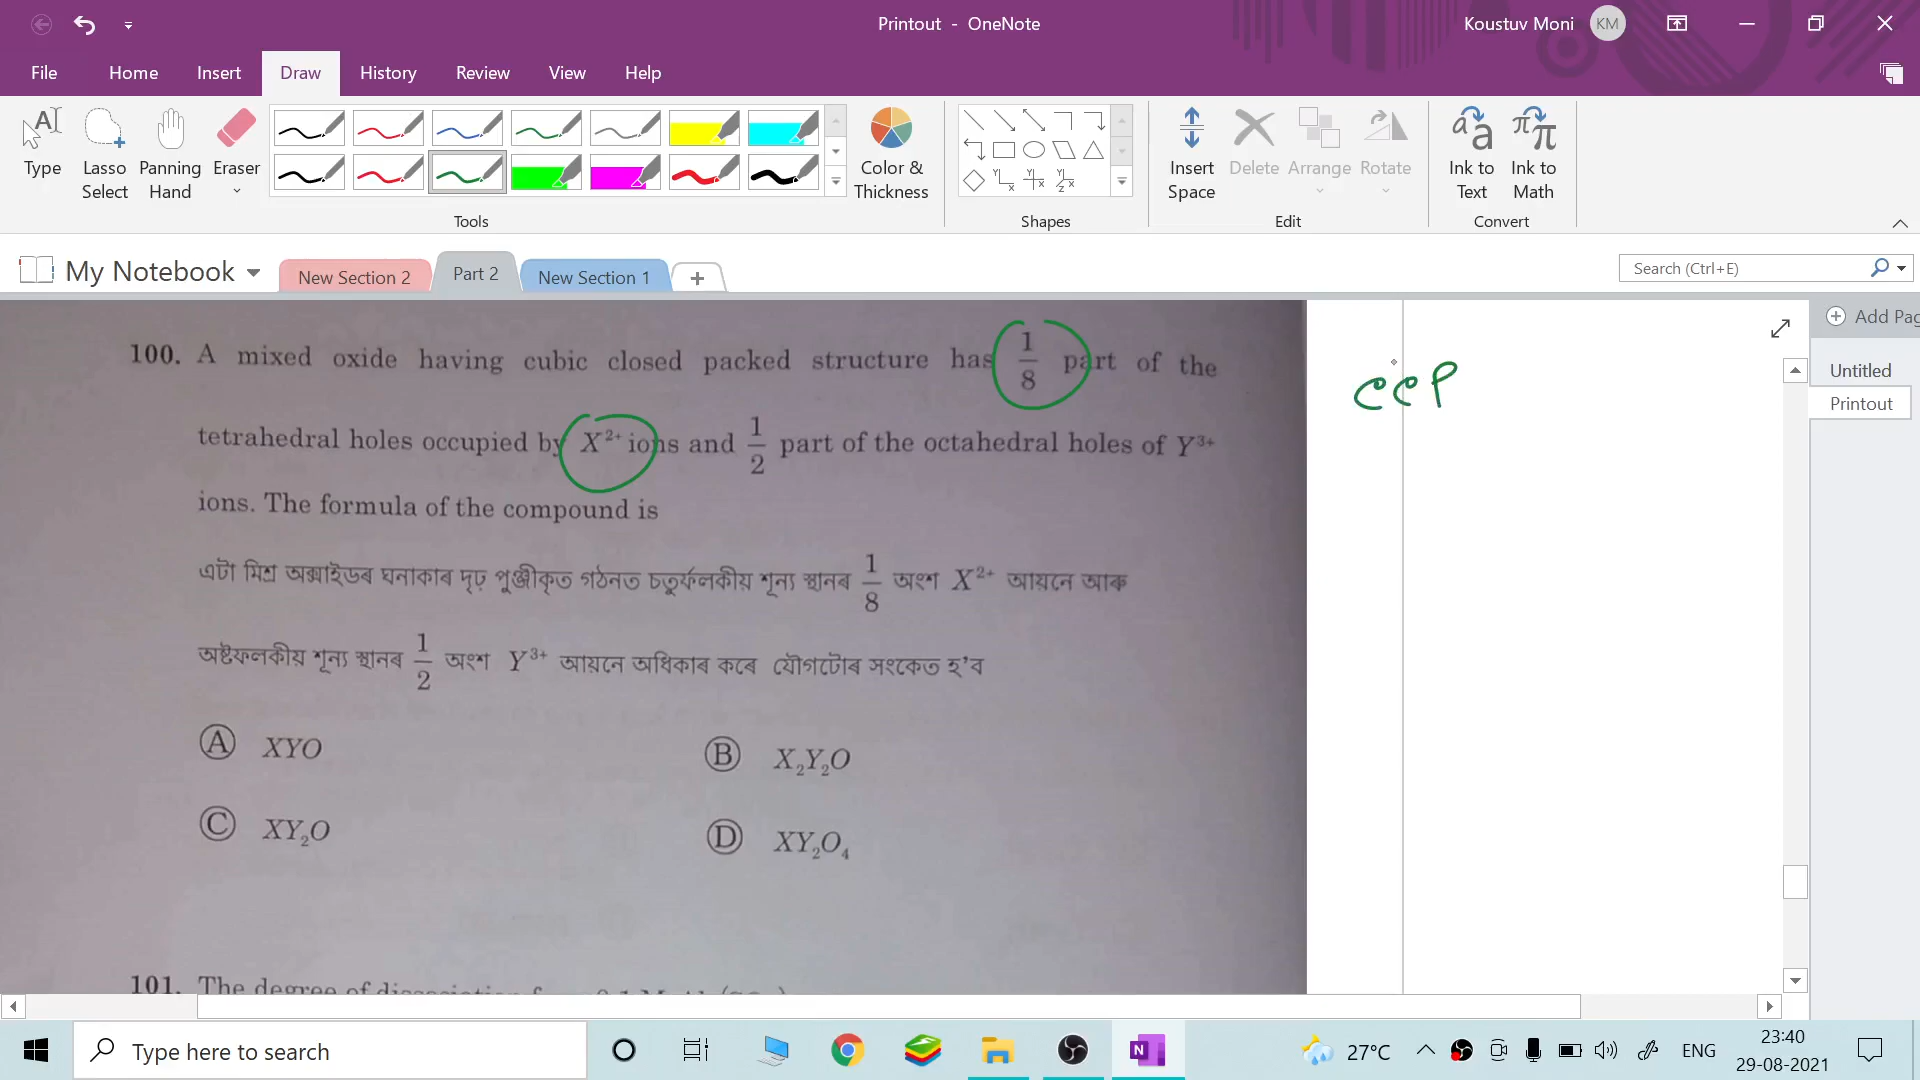 Printout - OneNote
Koustuv Moni KM
File Home Insert Draw History Review View Help
Type
Lasso Select
Panning Hand
Eraser
Color & Thickness
Insert Space
Delete
Arrange
Rotate
Ink to Text
Ink to Math
Tools
Shapes
Edit
Convert
My Notebook
New Section 2
Part 2
New Section 1
Search (Ctrl+E)
Add Pag
Untitled
Printout
100. A mixed oxide having cubic closed packed structure has 1/8 part of the
tetrahedral holes occupied by X²⁺ ions and 1/2 part of the octahedral holes of Y³⁺
ions. The formula of the compound is
এটা মিশ্ৰ অক্সাইডৰ ঘনাকাৰ দৃঢ় পুঞ্জীকৃত গঠনত চতুৰ্ফলকীয় শূন্য স্থানৰ 1/8 অংশ X²⁺ আয়নে আৰু
অষ্টফলকীয় শূন্য স্থানৰ 1/2 অংশ Y³⁺ আয়নে অধিকাৰ কৰে যৌগটোৰ সংকেত হ’ব
Ⓐ XYO
Ⓑ X₂Y₂O
Ⓒ XY₂O
Ⓓ XY₂O₄
CCP
101. The degree of dissociation
Type here to search
27°C
ENG
23:40
29-08-2021